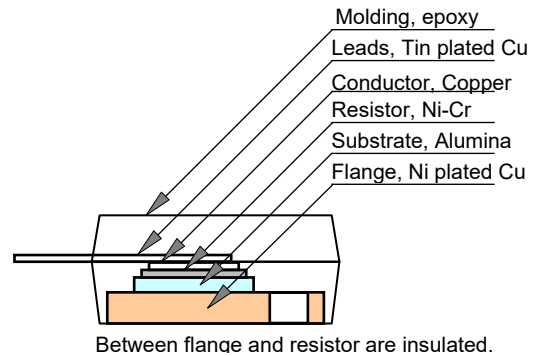 Molding, epoxy
Leads, Tin plated Cu
Conductor, Copper
Resistor, Ni-Cr
Substrate, Alumina
Flange, Ni plated Cu
Between flange and resistor are insulated.